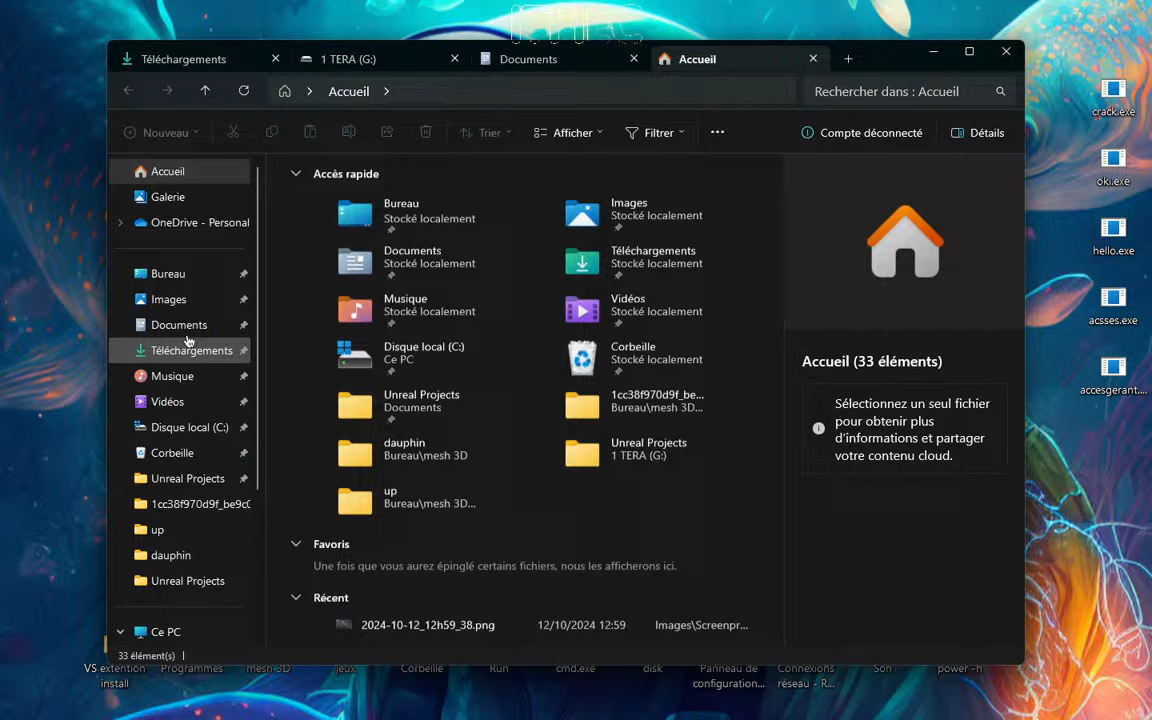 Téléchargements
1 TERA (G:)
Documents
Accueil
Accueil
Rechercher dans : Accueil
Nouveau
Trier
Afficher
Filtrer
Compte déconnecté
Détails
Accueil
Galerie
OneDrive - Personal
Bureau
Images
Documents
Téléchargements
Musique
Vidéos
Disque local (C:)
Corbeille
Unreal Projects
1cc38f970d9f_be9c0
up
dauphin
Unreal Projects
Ce PC
33 élément(s)
Accès rapide
Bureau
Stocké localement
Images
Stocké localement
Documents
Stocké localement
Téléchargements
Stocké localement
Musique
Stocké localement
Vidéos
Stocké localement
Disque local (C:)
Ce PC
Corbeille
Stocké localement
Unreal Projects
Documents
1cc38f970d9f_be...
Bureau\mesh 3D...
dauphin
Bureau\mesh 3D
Unreal Projects
1 TERA (G:)
up
Bureau\mesh 3D...
Favoris
Une fois que vous aurez épinglé certains fichiers, nous les afficherons ici.
Récent
2024-10-12_12h59_38.png
12/10/2024 12:59
Images\Screenpr...
Accueil (33 éléments)
Sélectionnez un seul fichier
pour obtenir plus
d'informations et partager
votre contenu cloud.
crack.exe
oki.exe
hello.exe
acsses.exe
accesgerant....
VS extention
install
Programmes
mesh 3D
jeux
Corbeille
Run
cmd.exe
disk
Panneau de
configuration...
Connexions
réseau - R...
Son
power -h